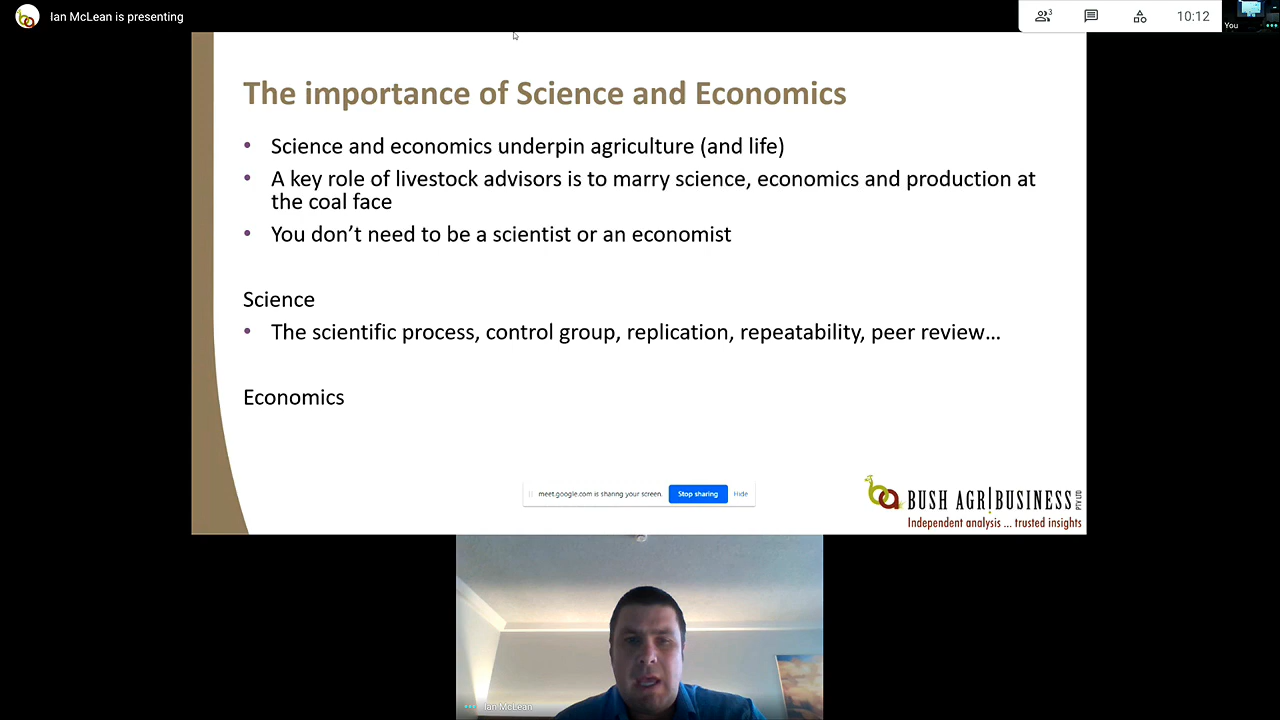 Ian McLean is presenting
3
10:12
You
The importance of Science and Economics
• Science and economics underpin agriculture (and life)
• A key role of livestock advisors is to marry science, economics and production at
the coal face
• You don’t need to be a scientist or an economist
Science
• The scientific process, control group, replication, repeatability, peer review…
Economics
meet.google.com is sharing your screen.
Stop sharing
Hide
BUSH AGRIBUSINESS PTY LTD
Independent analysis ... trusted insights
Ian McLean